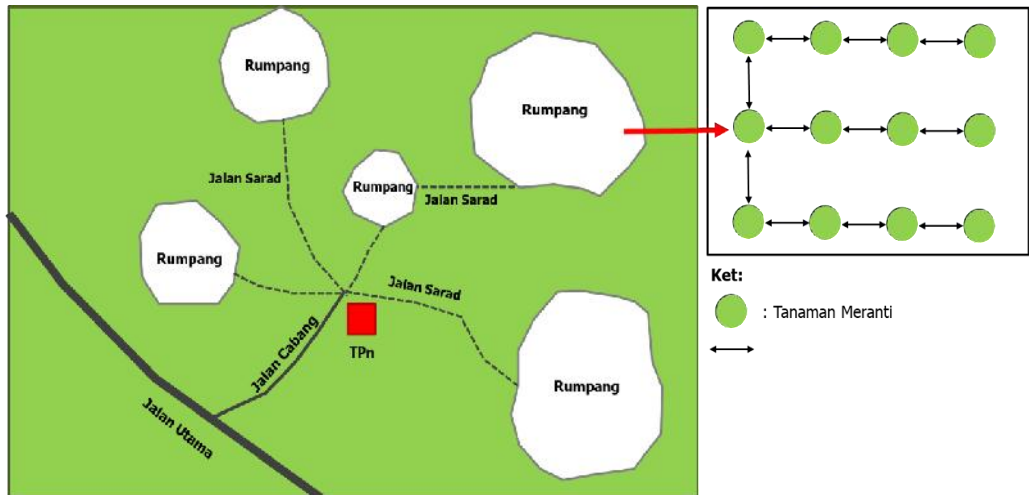 Rumpang
Rumpang
Jalan Sarad
Rumpang
Jalan Sarad
Rumpang
Jalan Sarad
TPn
Jalan Cabang
Rumpang
Jalan Utama
Ket:
: Tanaman Meranti